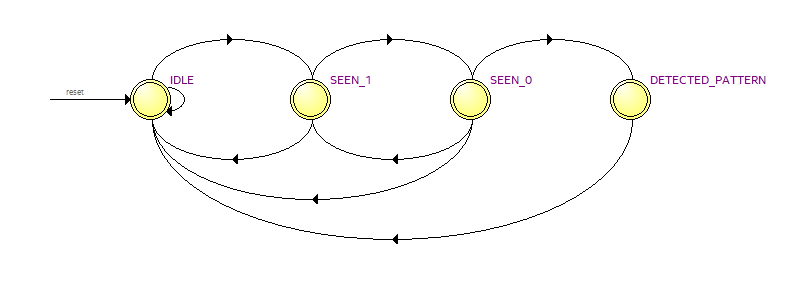 IDLE
SEEN_1
SEEN_0
DETECTED_PATTERN
reset